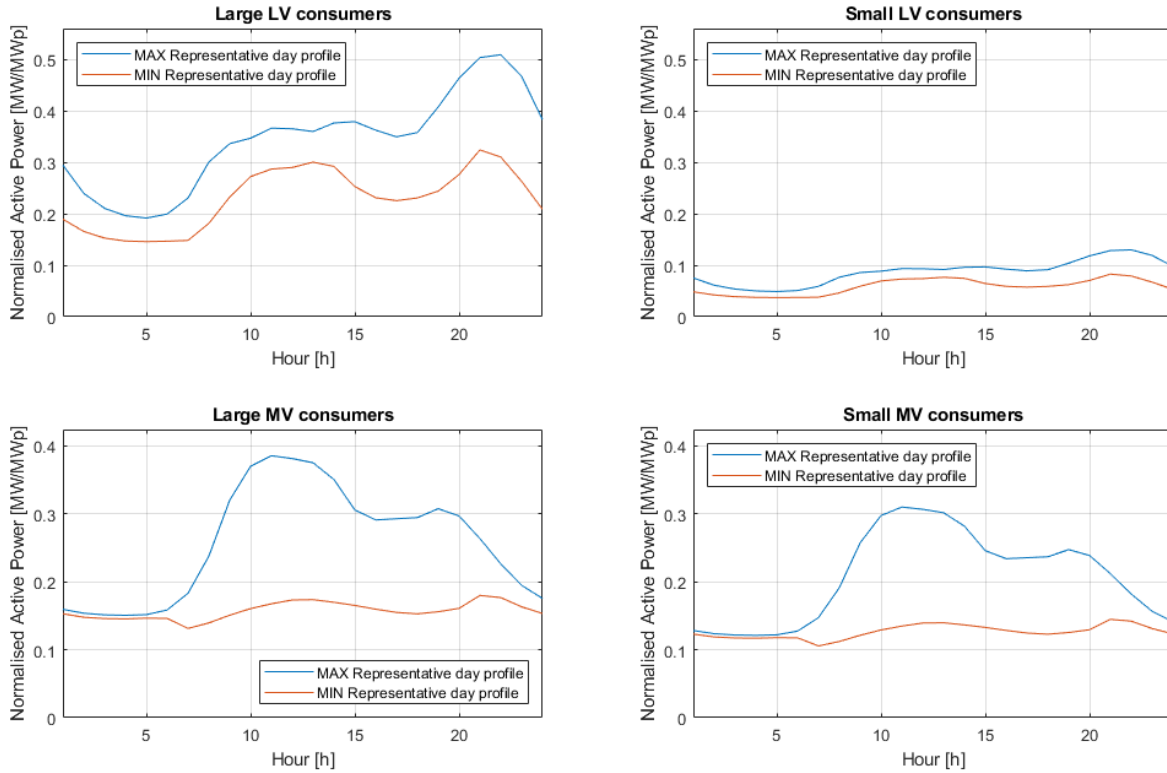 Large LV consumers
Normalised Active Power [MW/MWp]
0.5
0.4
0.3
0.2
0.1
0
MAX Representative day profile
MIN Representative day profile
5 10 15 20
Hour [h]
Small LV consumers
Normalised Active Power [MW/MWp]
0.5
0.4
0.3
0.2
0.1
0
MAX Representative day profile
MIN Representative day profile
5 10 15 20
Hour [h]
Large MV consumers
Normalised Active Power [MW/MWp]
0.4
0.3
0.2
0.1
0
MAX Representative day profile
MIN Representative day profile
5 10 15 20
Hour [h]
Small MV consumers
Normalised Active Power [MW/MWp]
0.4
0.3
0.2
0.1
0
MAX Representative day profile
MIN Representative day profile
5 10 15 20
Hour [h]